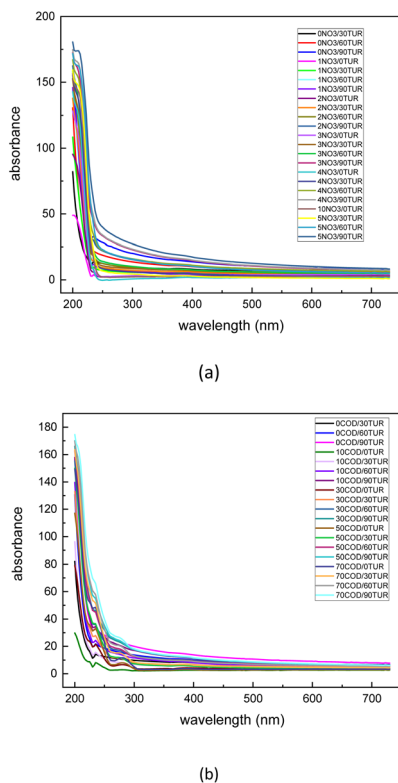 200
150
100
50
0
absorbance
200 300 400 500 600 700
wavelength (nm)
0NO3/30TUR
0NO3/60TUR
0NO3/90TUR
1NO3/0TUR
1NO3/30TUR
1NO3/60TUR
1NO3/90TUR
2NO3/0TUR
2NO3/30TUR
2NO3/60TUR
2NO3/90TUR
3NO3/0TUR
3NO3/30TUR
3NO3/60TUR
3NO3/90TUR
4NO3/0TUR
4NO3/30TUR
4NO3/60TUR
4NO3/90TUR
10NO3/0TUR
5NO3/30TUR
5NO3/60TUR
5NO3/90TUR
(a)
180
160
140
120
100
80
60
40
20
0
absorbance
200 300 400 500 600 700
wavelength (nm)
0COD/30TUR
0COD/60TUR
0COD/90TUR
10COD/0TUR
10COD/30TUR
10COD/60TUR
10COD/90TUR
30COD/0TUR
30COD/30TUR
30COD/60TUR
30COD/90TUR
50COD/0TUR
50COD/30TUR
50COD/60TUR
50COD/90TUR
70COD/0TUR
70COD/30TUR
70COD/60TUR
70COD/90TUR
(b)